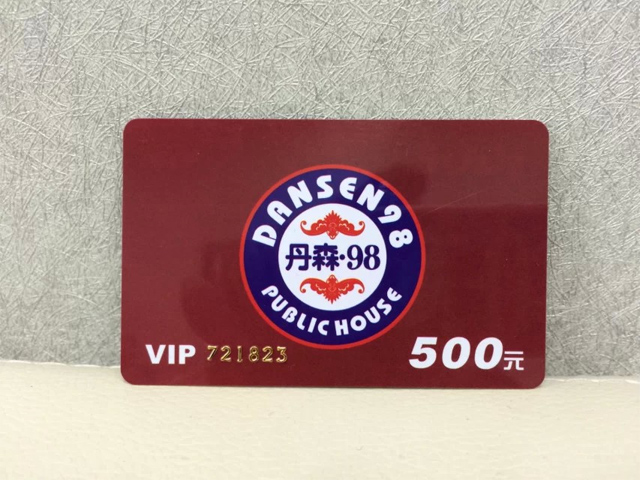 DANSEN98
丹森·98
PUBLIC HOUSE
VIP 721823
500元